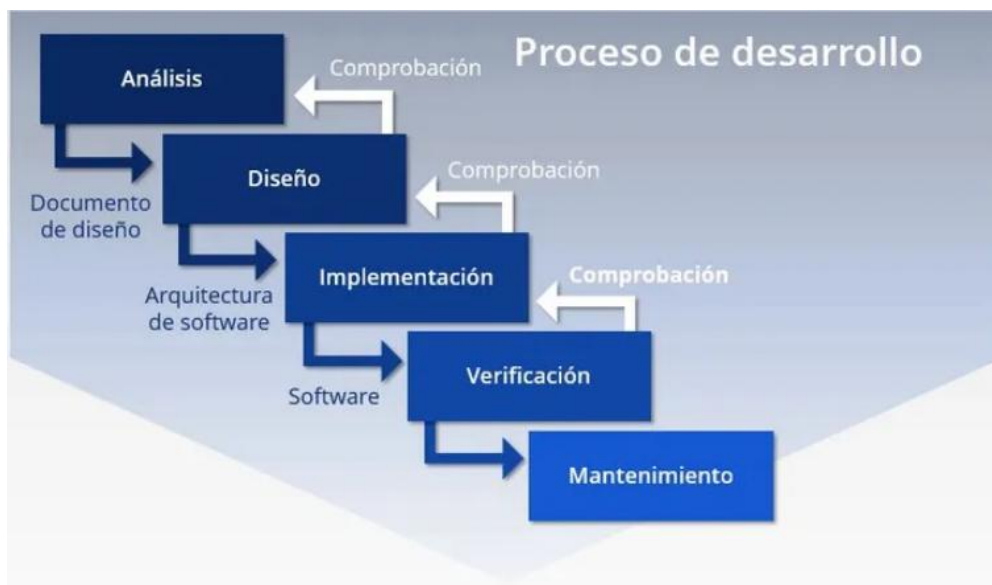 Proceso de desarrollo
Análisis
Comprobación
Diseño
Documento
de diseño
Comprobación
Implementación
Arquitectura
de software
Comprobación
Verificación
Software
Mantenimiento